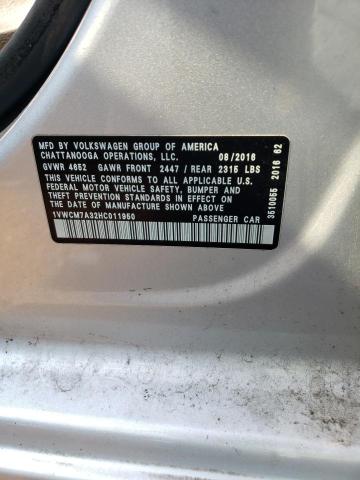 MFD BY VOLKSWAGEN GROUP OF AMERICA
CHATTANOOGA OPERATIONS, LLC. 08/2016
GVWR 4652 GAWR FRONT 2447 / REAR 2315 LBS
THIS VEHICLE CONFORMS TO ALL APPLICABLE U.S.
FEDERAL MOTOR VEHICLE SAFETY, BUMPER AND
THEFT PREVENTION STANDARDS IN EFFECT ON
THE DATE OF MANUFACTURE SHOWN ABOVE.
1VWCM7A32HC011950 PASSENGER CAR
3510055 2016 62